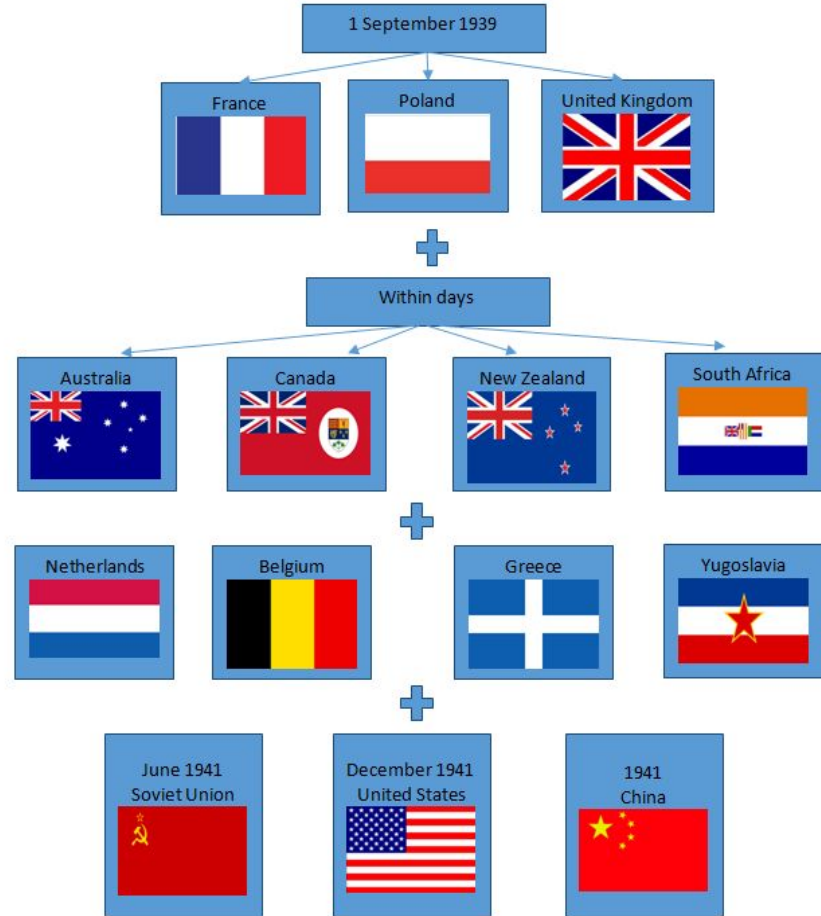 1 September 1939
France
Poland
United Kingdom
Within days
Australia
Canada
New Zealand
South Africa
Netherlands
Belgium
Greece
Yugoslavia
June 1941
Soviet Union
December 1941
United States
1941
China